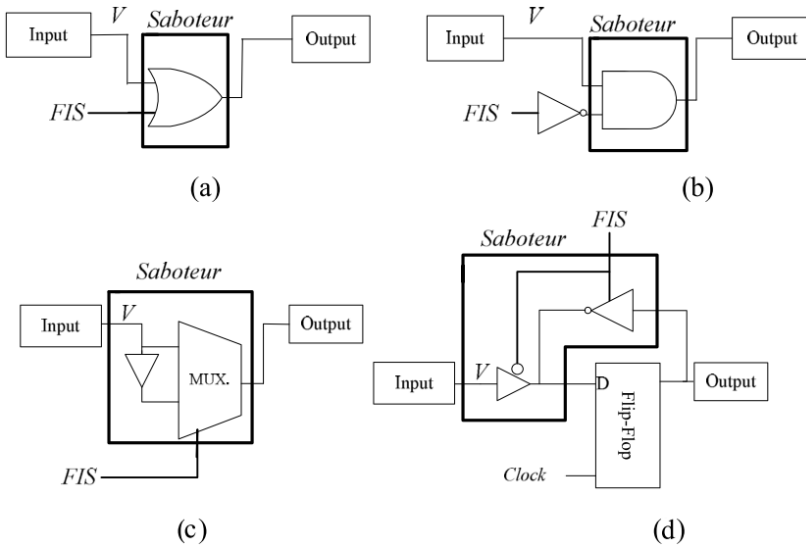 V
Saboteur
Input
Output
FIS
(a)
V
Saboteur
Input
Output
FIS
(b)
Saboteur
Input
V
Output
MUX.
FIS
(c)
FIS
Saboteur
Input
V
D
Flip-Flop
Output
Clock
(d)